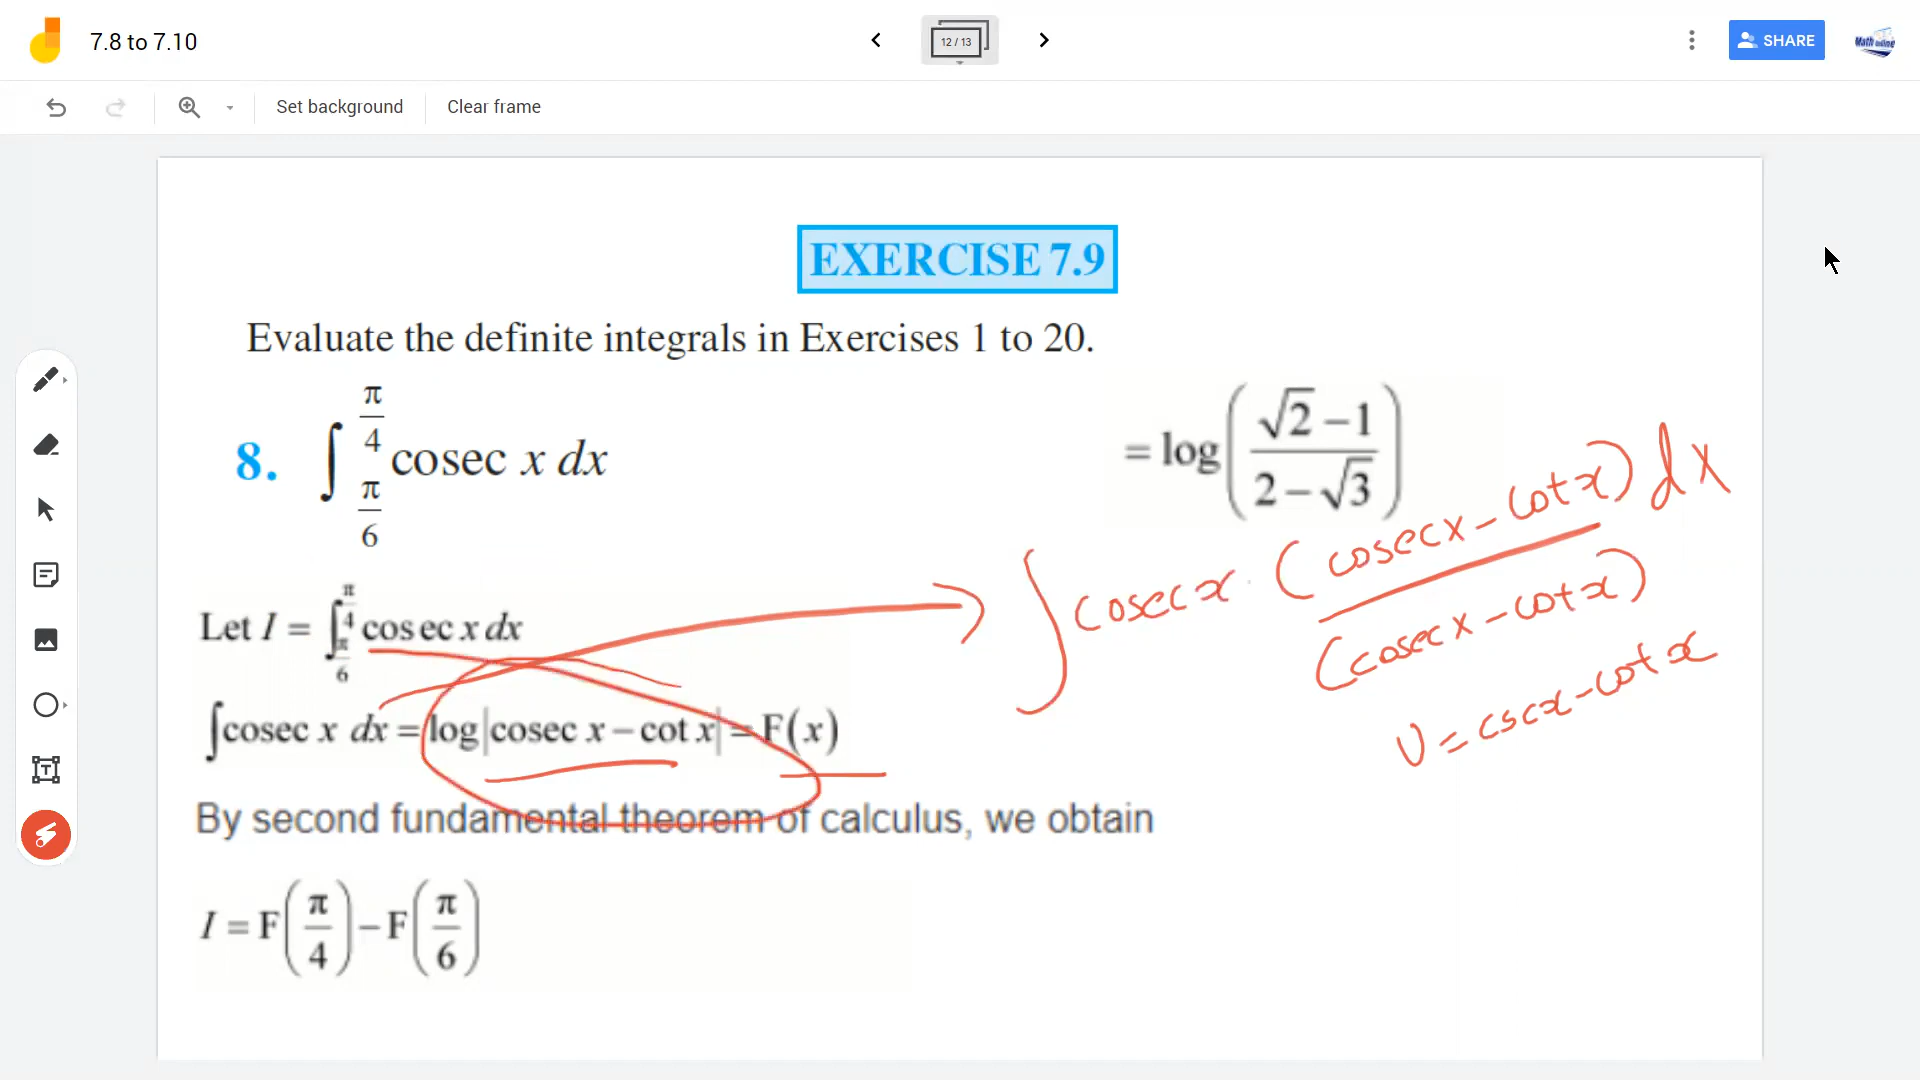 7.8 to 7.10
12 / 13
SHARE
Math online
Set background
Clear frame
EXERCISE 7.9
Evaluate the definite integrals in Exercises 1 to 20.
8. ∫_{π/6}^{π/4} cosec x dx
= log((√2 – 1)/(2 – √3))
∫ cosec x · (cosec x - cot x) / (cosec x - cot x) dx
U = csc x - cot x
Let I = ∫_{π/6}^{π/4} cosec x dx
∫cosec x dx = log|cosec x – cot x| = F(x)
By second fundamental theorem of calculus, we obtain
I = F(π/4) – F(π/6)